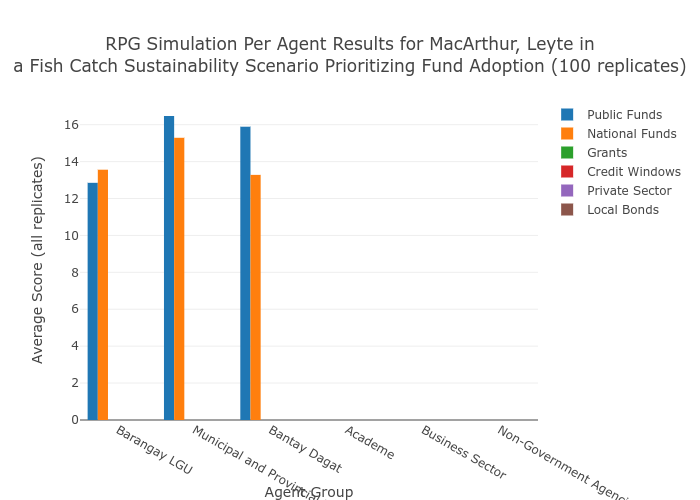 RPG Simulation Per Agent Results for MacArthur, Leyte in
a Fish Catch Sustainability Scenario Prioritizing Fund Adoption (100 replicates)
Public Funds
National Funds
Grants
Credit Windows
Private Sector
Local Bonds
Average Score (all replicates)
16
14
12
10
8
6
4
2
0
Barangay LGU
Municipal and
Bantay Dagat
Academe
Business Sector
Non-Government
Agent Group